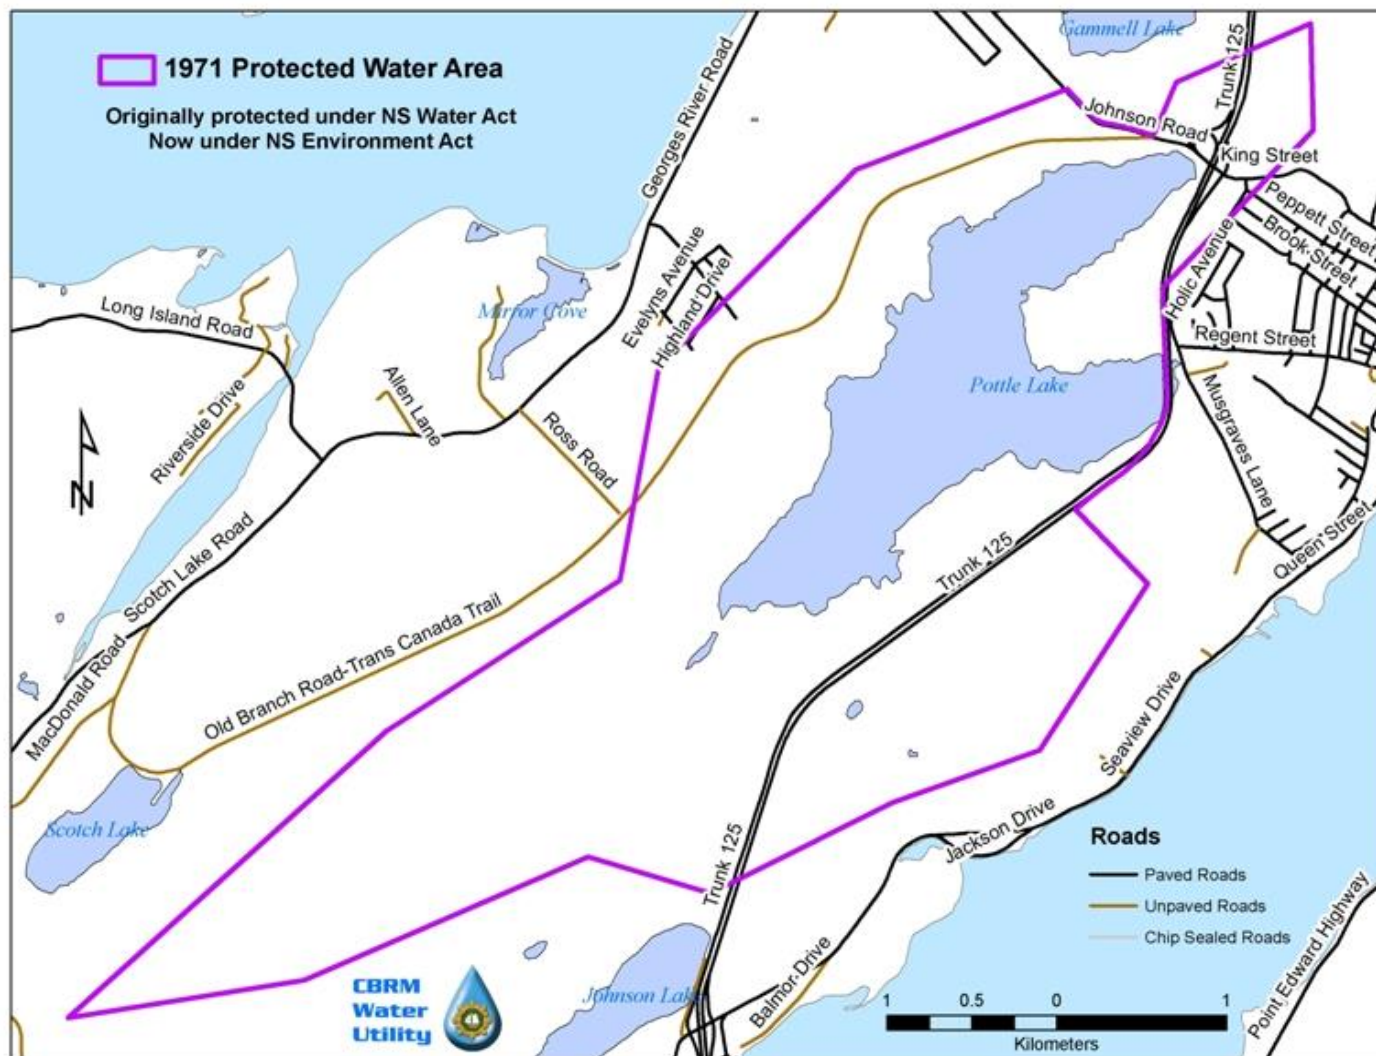 1971 Protected Water Area
Originally protected under NS Water Act
Now under NS Environment Act
Gammell Lake
Trunk 125
Georges River Road
Johnson Road
King Street
Peppett Street
Brook Street
Holic Avenue
Regent Street
Long Island Road
Mirror Cove
Evelyns Avenue
Highland Drive
Riverside Drive
Allen Lane
Pottle Lake
Musgraves Lane
Ross Road
N
Queen Street
Scotch Lake Road
Trunk 125
MacDonald Road
Old Branch Road-Trans Canada Trail
Seaview Drive
Scotch Lake
Trunk 125
Jackson Drive
Roads
Paved Roads
Unpaved Roads
Chip Sealed Roads
Point Edward Highway
CBRM
Water
Utility
Johnson Lake
Balmor Drive
1 0.5 0 1
Kilometers